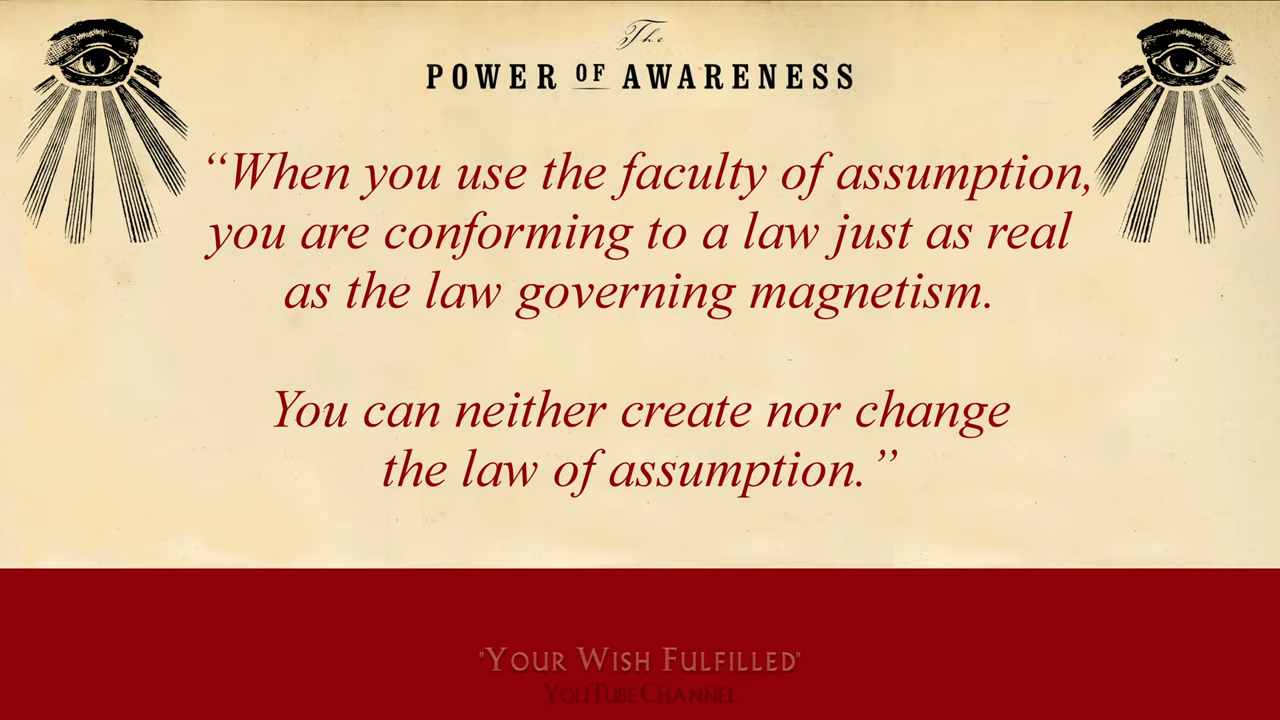 The
POWER OF AWARENESS
“When you use the faculty of assumption,
you are conforming to a law just as real
as the law governing magnetism.
You can neither create nor change
the law of assumption.”
"YOUR WISH FULFILLED"
YOUTUBE CHANNEL